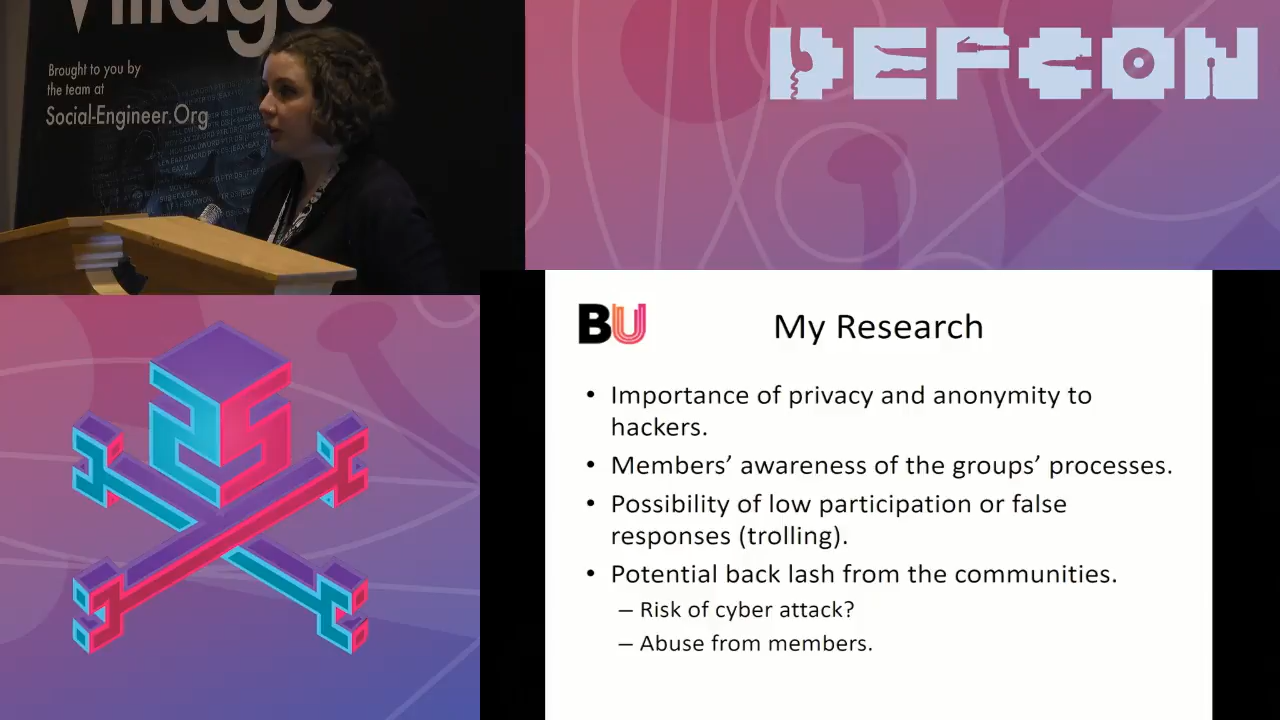 Village
Brought to you by
the team at
Social-Engineer.Org
DEFCON
BU
My Research
• Importance of privacy and anonymity to
hackers.
• Members’ awareness of the groups’ processes.
• Possibility of low participation or false
responses (trolling).
• Potential back lash from the communities.
– Risk of cyber attack?
– Abuse from members.